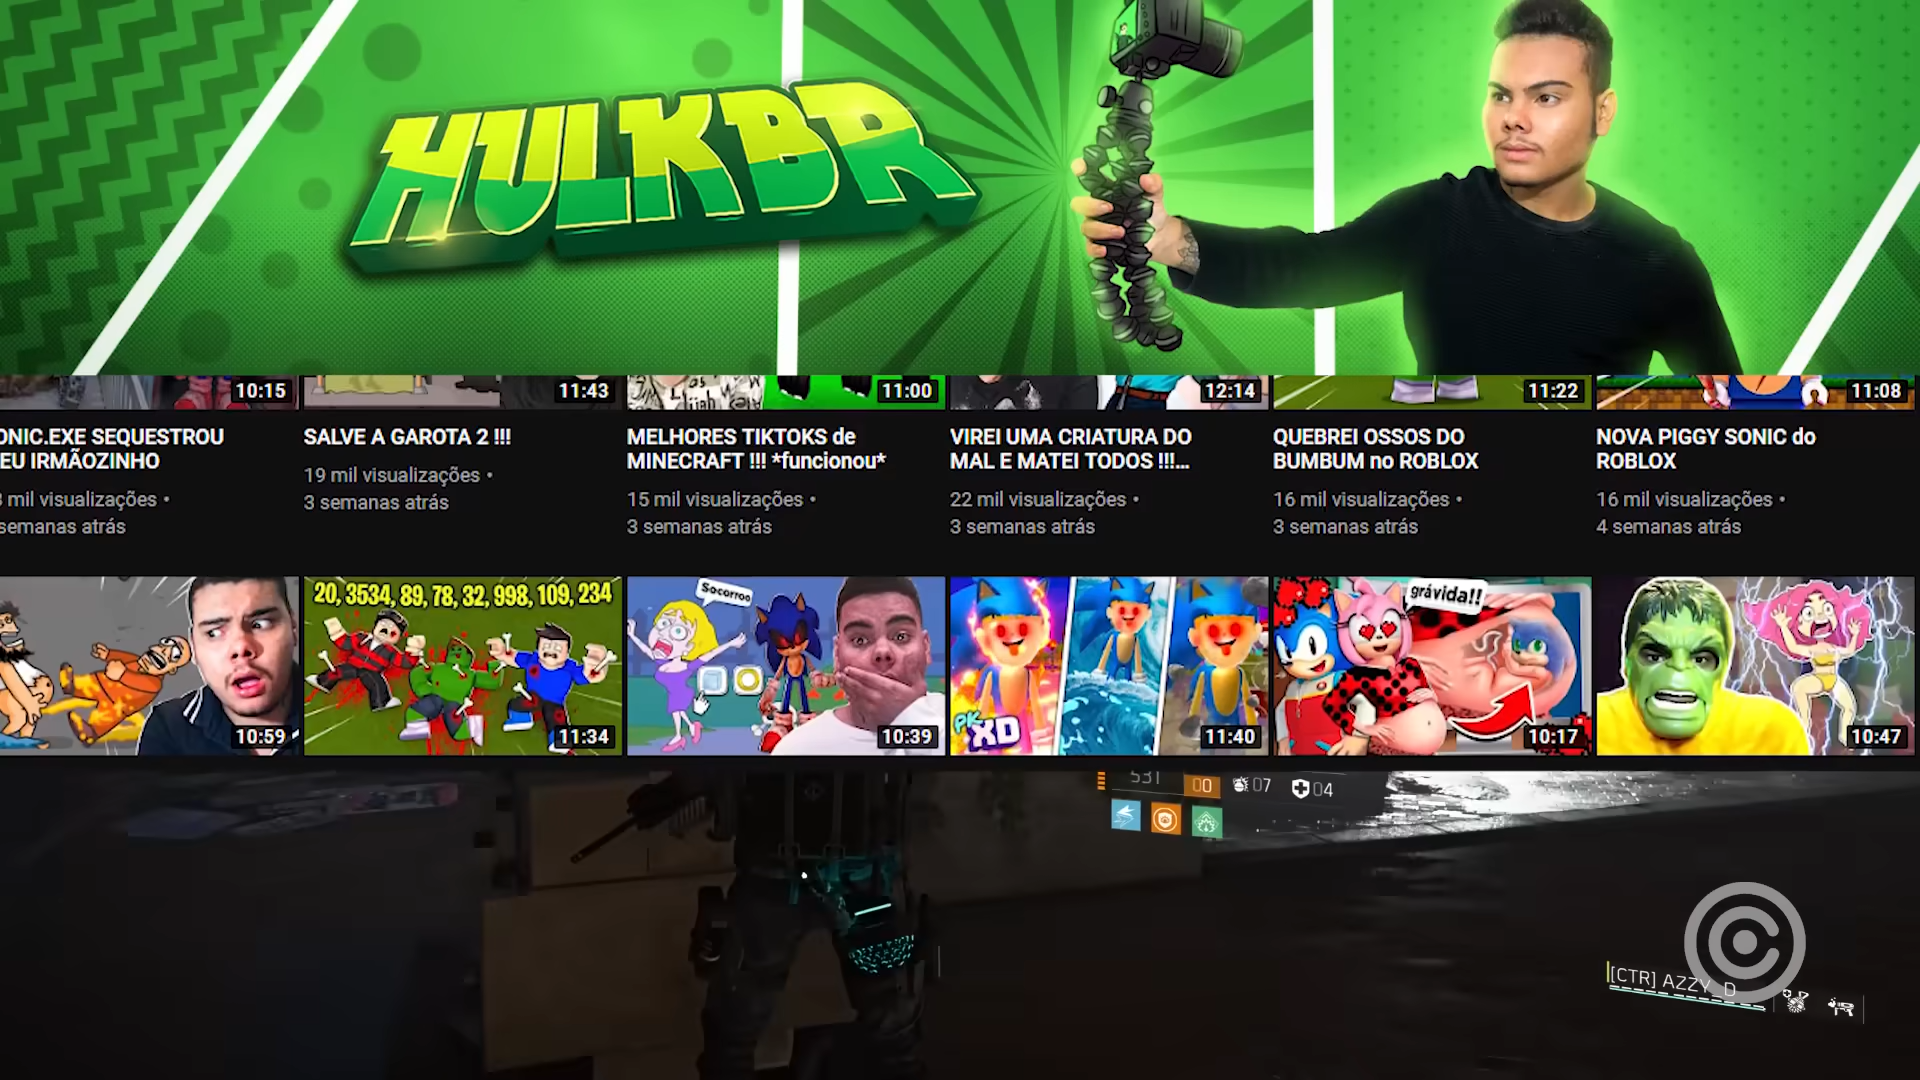 HULKBR
10:15
11:43
11:00
12:14
11:22
11:08
ONIC.EXE SEQUESTROU
EU IRMÃOZINHO
mil visualizações •
semanas atrás
SALVE A GAROTA 2 !!!
19 mil visualizações •
3 semanas atrás
MELHORES TIKTOKS de
MINECRAFT !!! *funcionou*
15 mil visualizações •
3 semanas atrás
VIREI UMA CRIATURA DO
MAL E MATEI TODOS !!!...
22 mil visualizações •
3 semanas atrás
QUEBREI OSSOS DO
BUMBUM no ROBLOX
16 mil visualizações •
3 semanas atrás
NOVA PIGGY SONIC do
ROBLOX
16 mil visualizações •
4 semanas atrás
10:59
20, 3534, 89, 78, 32, 998, 109, 234
11:34
Socorroo
10:39
PK
XD
11:40
grávida!!
10:17
10:47
531
00
07
04
[CTR] AZZY_D